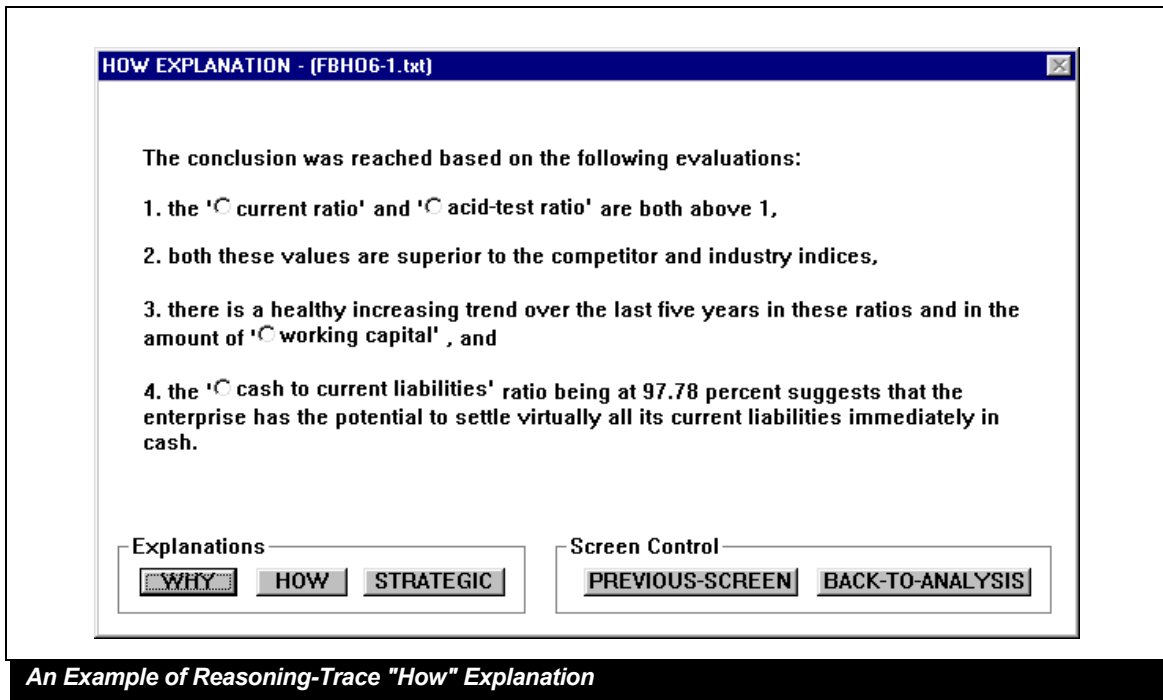 HOW EXPLANATION - (FBHO6-1.txt)
The conclusion was reached based on the following evaluations:
1. the ' current ratio' and ' acid-test ratio' are both above 1,
2. both these values are superior to the competitor and industry indices,
3. there is a healthy increasing trend over the last five years in these ratios and in the
amount of ' working capital' , and
4. the ' cash to current liabilities' ratio being at 97.78 percent suggests that the
enterprise has the potential to settle virtually all its current liabilities immediately in
cash.
Explanations
WHY HOW STRATEGIC
Screen Control
PREVIOUS-SCREEN BACK-TO-ANALYSIS
An Example of Reasoning-Trace "How" Explanation